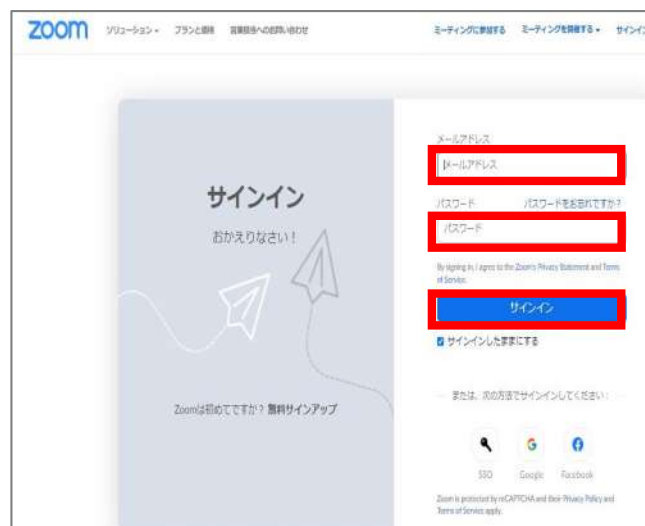 zoom ソリューション プランと価格 営業担当へのお問い合わせ ミーティングに参加する ミーティングを開催する サインイン
サインイン
おかえりなさい！
Zoomは初めてですか？ 無料サインアップ
メールアドレス
メールアドレス
パスワード パスワードをお忘れですか？
パスワード
By signing in, I agree to the Zoom's Privacy Statement and Terms
of Service.
サインイン
サインインしたままにする
または、次の方法でサインインしてください：
SSO Google Facebook
Zoom is protected by reCAPTCHA and their Privacy Policy and
Terms of Service apply.